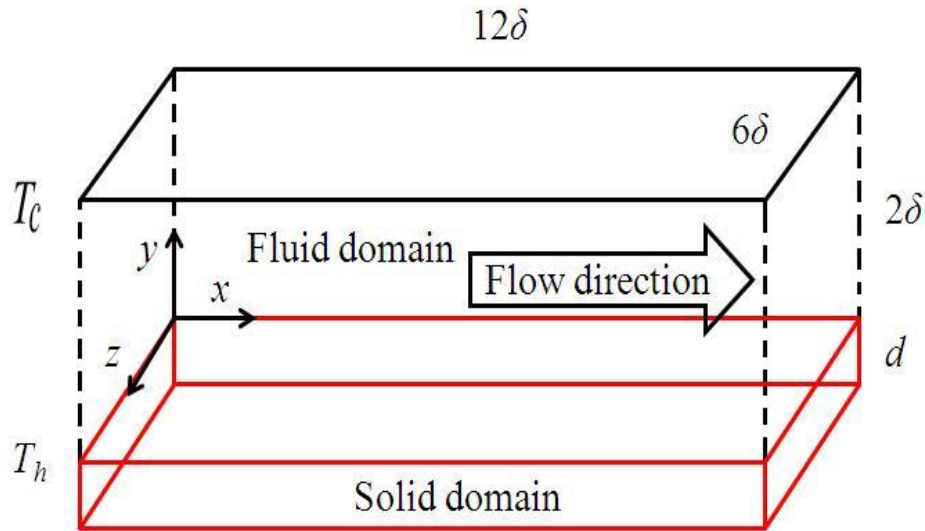 12δ
6δ
T_C
2δ
y
Fluid domain
x
Flow direction
z
d
T_h
Solid domain